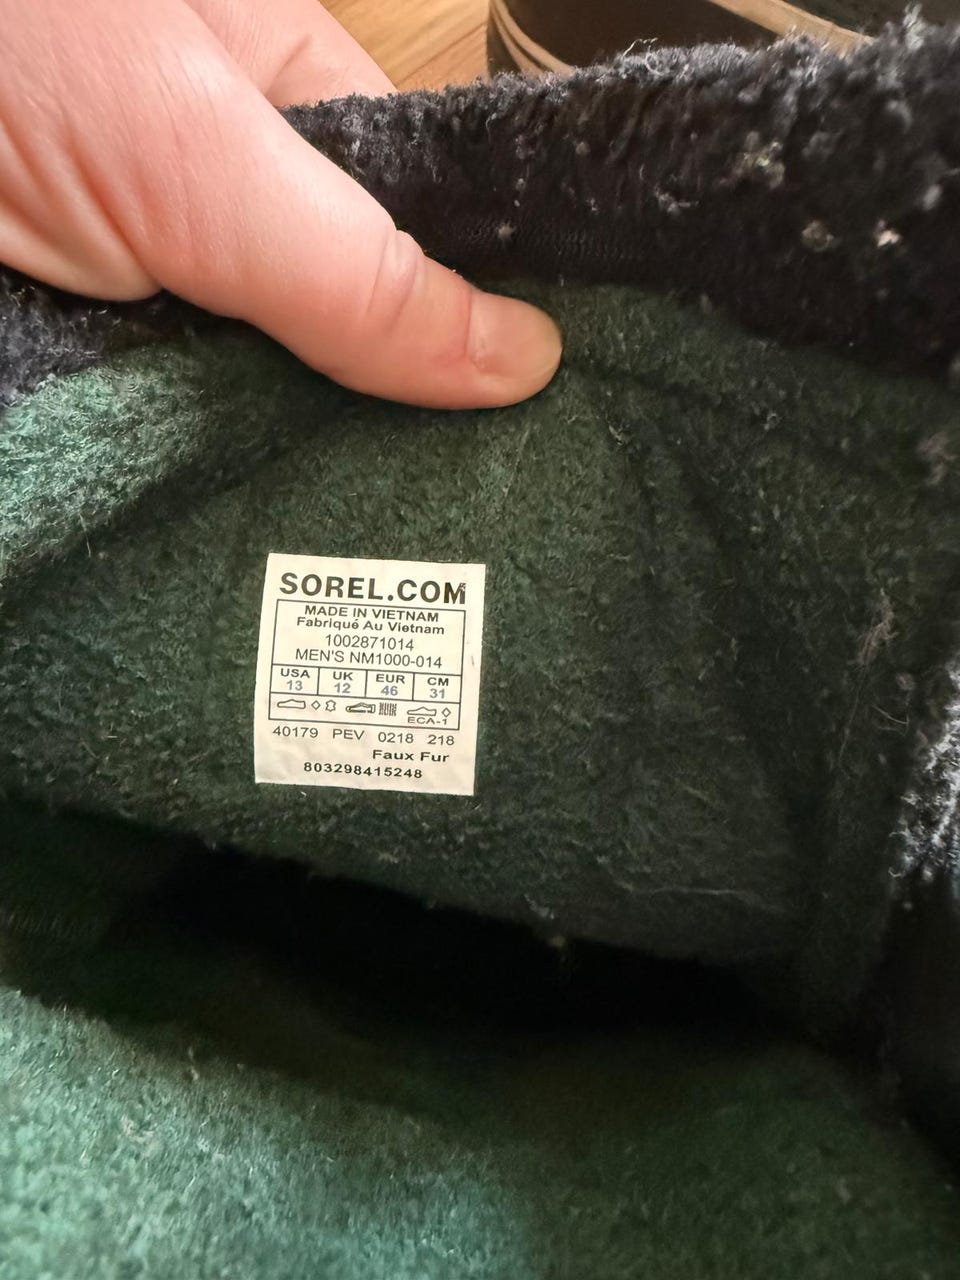 SOREL.COM
MADE IN VIETNAM
Fabriqué Au Vietnam
1002871014
MEN'S NM1000-014
USA UK EUR CM
13 12 46 31
ECA-1
40179 PEV 0218 218
Faux Fur
803298415248